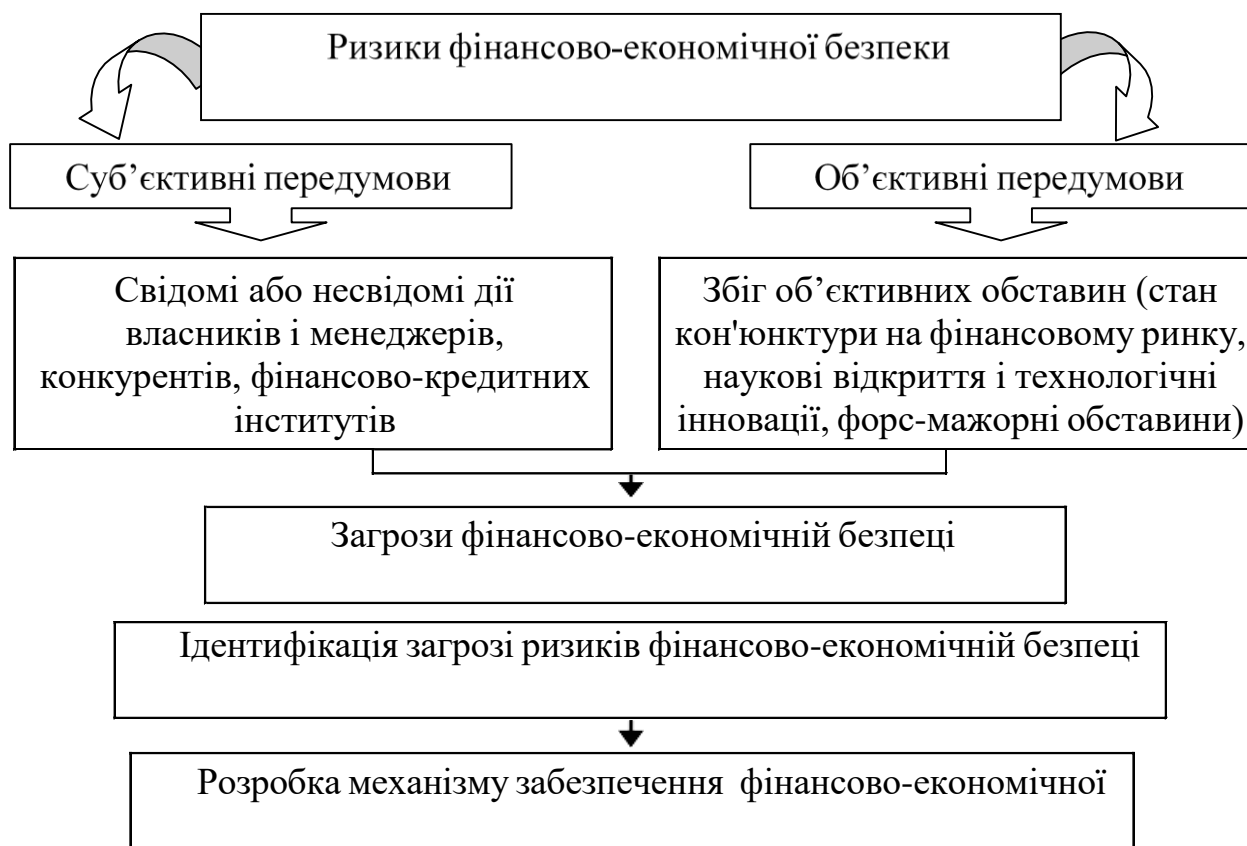 Ризики фінансово-економічної безпеки
Суб’єктивні передумови
Об’єктивні передумови
Свідомі або несвідомі дії
власників і менеджерів,
конкурентів, фінансово-кредитних
інститутів
Збіг об’єктивних обставин (стан
кон'юнктури на фінансовому ринку,
наукові відкриття і технологічні
інновації, форс-мажорні обставини)
Загрози фінансово-економічній безпеці
Ідентифікація загрозі ризиків фінансово-економічній безпеці
Розробка механізму забезпечення фінансово-економічної